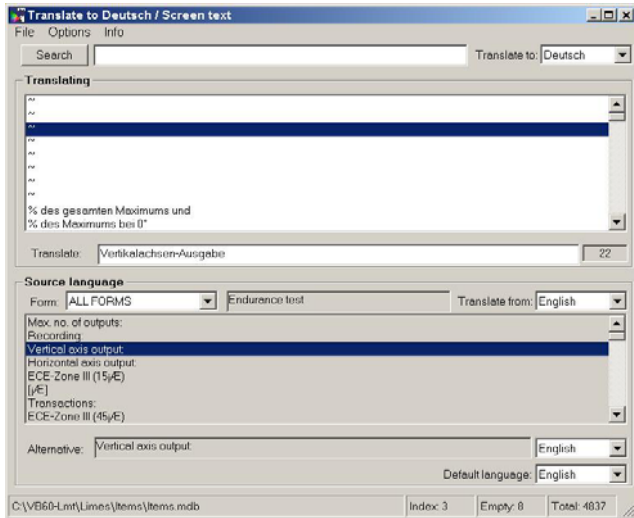 Translate to Deutsch / Screen text
File Options Info
Search Translate to: Deutsch
Translating
~
~
~
~
~
~
~
~
% des gesamten Maximums und
% des Maximums bei 0°
Translate: Vertikalachsen-Ausgabe 22
Source language
Form: ALL FORMS Endurance test Translate from: English
Max. no. of outputs:
Recording
Vertical axis output:
Horizontal axis output:
ECE-Zone III (15µÆ)
[µÆ]
Transactions:
ECE-Zone III (45µÆ)
Alternative: Vertical axis output: English
Default language: English
C:\VB60-Lmt\Limes\Items\Items.mdb Index: 3 Empty: 8 Total: 4837